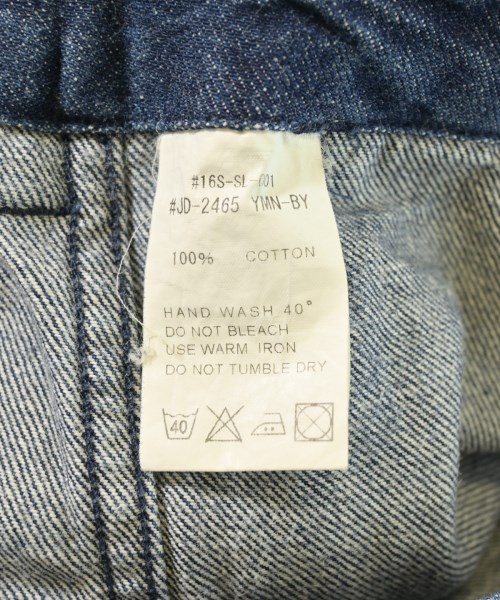 #16S-SL-001
#JD-2465 YMN-BY
100% COTTON
HAND WASH 40°
DO NOT BLEACH
USE WARM IRON
DO NOT TUMBLE DRY
40